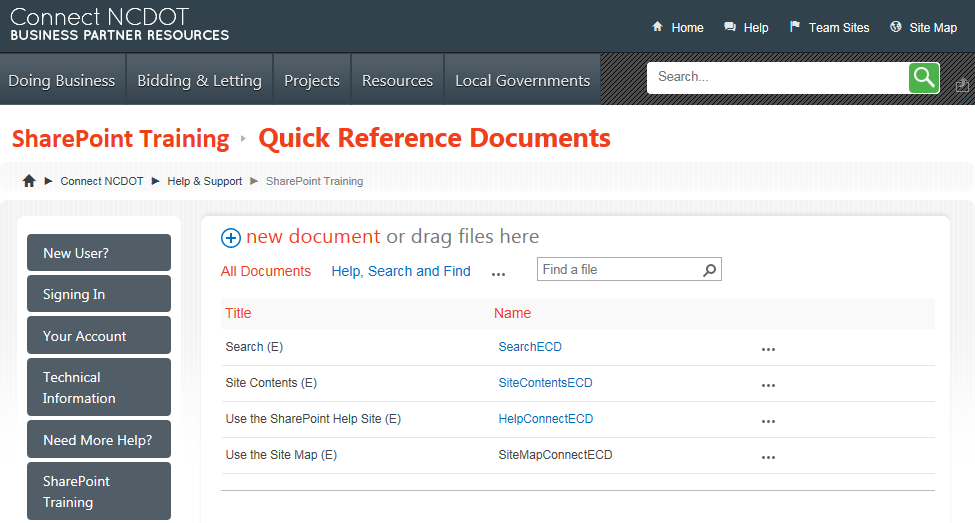 Connect NCDOT
BUSINESS PARTNER RESOURCES
Home Help Team Sites Site Map
Doing Business Bidding & Letting Projects Resources Local Governments Search...
SharePoint Training Quick Reference Documents
Connect NCDOT Help & Support SharePoint Training
New User?
Signing In
Your Account
Technical
Information
Need More Help?
SharePoint
Training
new document or drag files here
All Documents Help, Search and Find ... Find a file
Title Name
Search (E) SearchECD ...
Site Contents (E) SiteContentsECD ...
Use the SharePoint Help Site (E) HelpConnectECD ...
Use the Site Map (E) SiteMapConnectECD ...